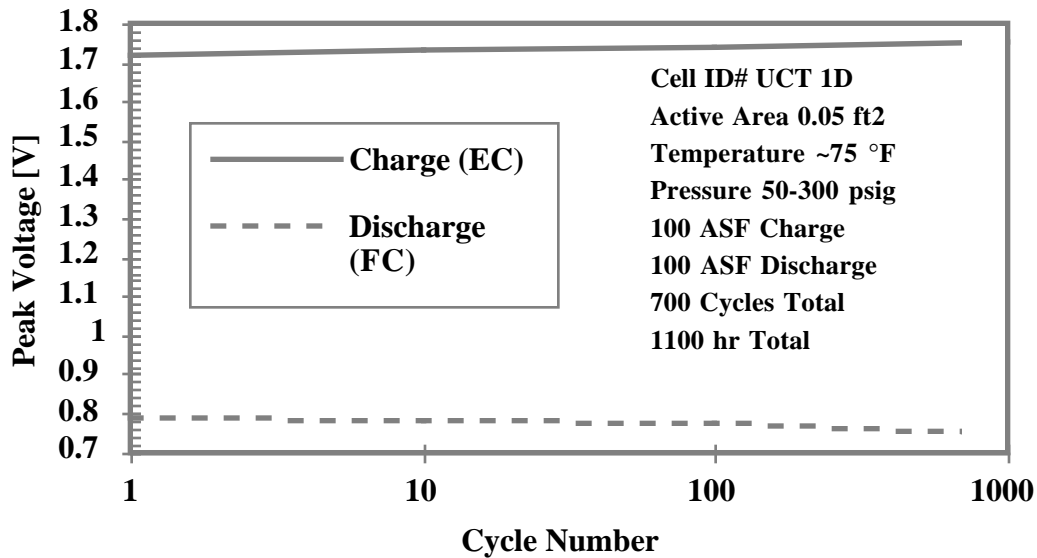 1.8
1.7
1.6
1.5
1.4
1.3
1.2
1.1
1
0.9
0.8
0.7
Peak Voltage [V]
Charge (EC)
Discharge
(FC)
Cell ID# UCT 1D
Active Area 0.05 ft2
Temperature ~75 °F
Pressure 50-300 psig
100 ASF Charge
100 ASF Discharge
700 Cycles Total
1100 hr Total
1 10 100 1000
Cycle Number